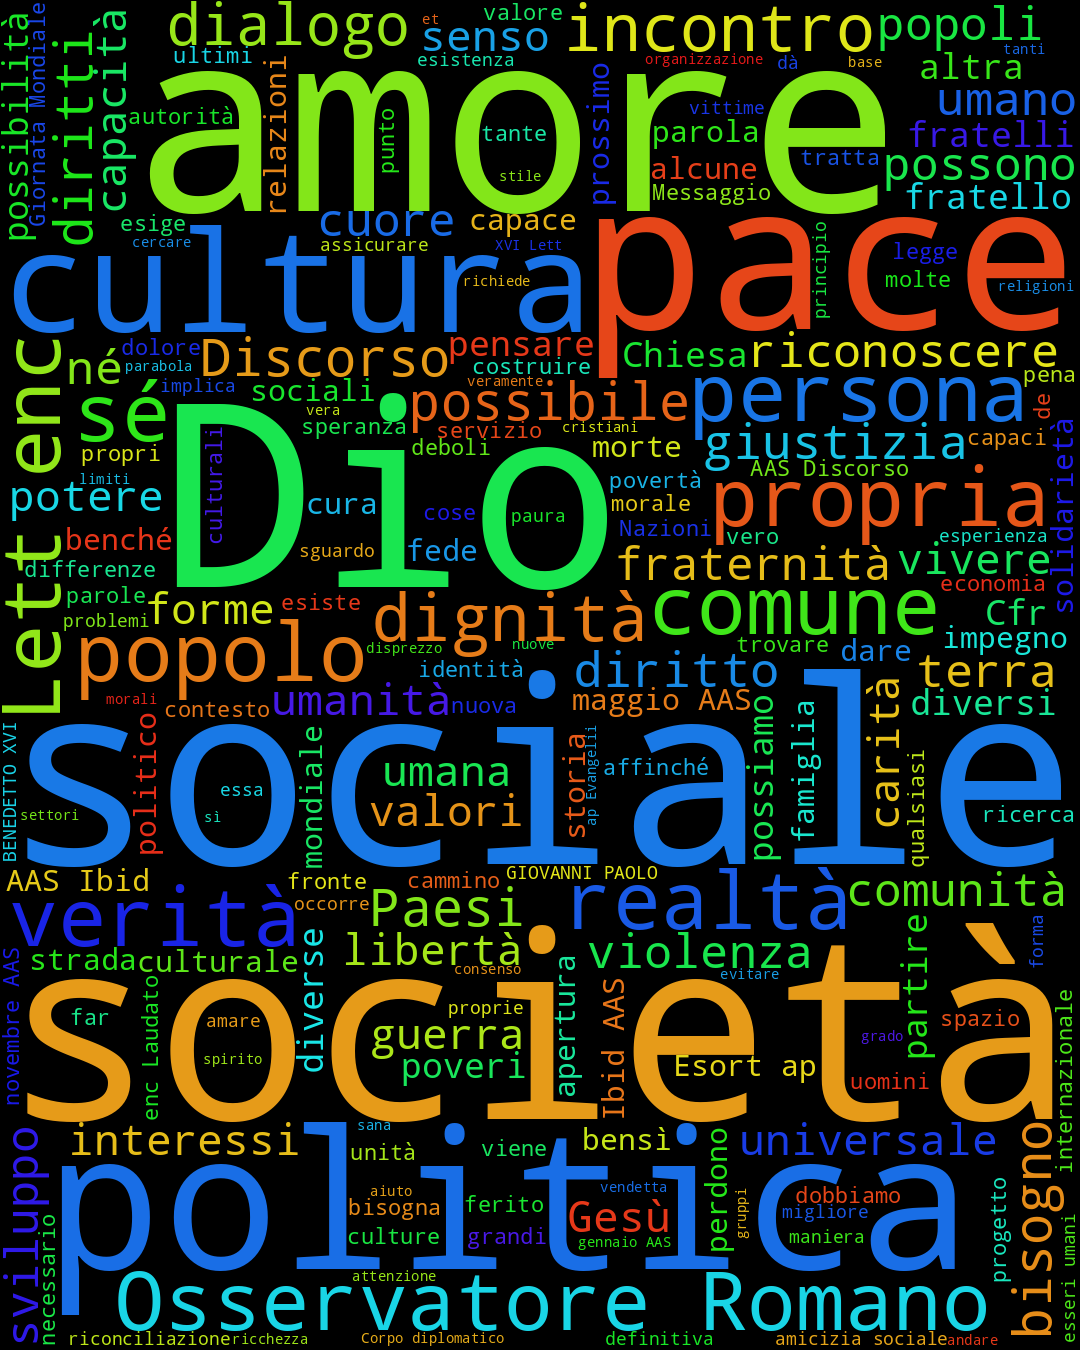 dialogo
et
valore
senso
incontro
popoli
ultimi
esistenza
organizzazione
dà
base
tanti
altra
possibilità
Giornata Mondiale
diritti
capacità
amore
relazioni
autorità
punto
tante
stile
prossimo
vittime
parola
umano
fratelli
tratta
alcune
possono
Messaggio
fratello
esige
cuore
capace
cercare
assicurare
XVI Lett
richiede
cultura
pace
principio
legge
molte
religioni
dolore
né
parabola
Discorso
pensare
costruire
Chiesa
riconoscere
implica
sociali
veramente
pena
Lett enc
sé
vera
speranza
possibile
persona
de
servizio
cristiani
deboli
morte
giustizia
capaci
propri
culturali
Dio
AAS Discorso
limiti
potere
cura
cose
paura
povertà
morale
propria
solidarietà
Nazioni
benché
sguardo
fede
vero
esperienza
differenze
fraternità
vivere
economia
parole
forme
esiste
dignità
comune
Cfr
problemi
popolo
disprezzo
nuove
trovare
dare
impegno
identità
diritto
terra
morali
contesto
umanità
nuova
maggio AAS
diversi
BENEDETTO XVI
sociale
politico
mondiale
storia
ap Evangelii
possiamo
famiglia
carità
qualsiasi
umana
affinché
essa
settori
sì
valori
ricerca
AAS Ibid
fronte
cammino
GIOVANNI PAOLO
verità
occorre
Paesi
realtà
comunità
strada
culturale
diverse
libertà
violenza
partire
forma
consenso
evitare
novembre AAS
società
enc Laudato
far
amare
proprie
apertura
Ibid AAS
spazio
internazionale
guerra
grado
spirito
poveri
Esort ap
uomini
sana
interessi
unità
viene
bensì
perdono
universale
bisogno
sviluppo
politica
aiuto
vendetta
gruppi
dobbiamo
bisogna
ferito
Gesù
migliore
progetto
esseri umani
culture
grandi
gennaio AAS
maniera
necessario
attenzione
Osservatore Romano
riconciliazione
ricchezza
Corpo diplomatico
definitiva
amicizia sociale
andare